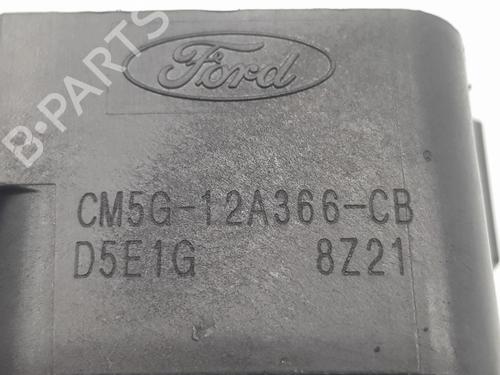 B-PARTS
Ford
CM5G-12A366-CB
D5E1G 8Z21